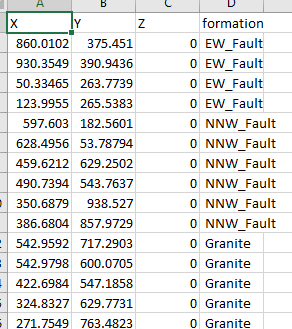 A B C D
X Y Z formation
860.0102 375.451 0 EW_Fault
930.3549 390.9436 0 EW_Fault
50.33465 263.7739 0 EW_Fault
123.9955 265.5383 0 EW_Fault
597.603 182.5601 0 NNW_Fault
628.4956 53.78794 0 NNW_Fault
459.6212 629.2502 0 NNW_Fault
490.7394 543.7637 0 NNW_Fault
350.6879 938.527 0 NNW_Fault
386.6804 857.9729 0 NNW_Fault
542.9592 717.2903 0 Granite
542.9798 600.0705 0 Granite
422.6984 547.1858 0 Granite
324.8327 629.7731 0 Granite
271.7549 763.4823 0 Granite